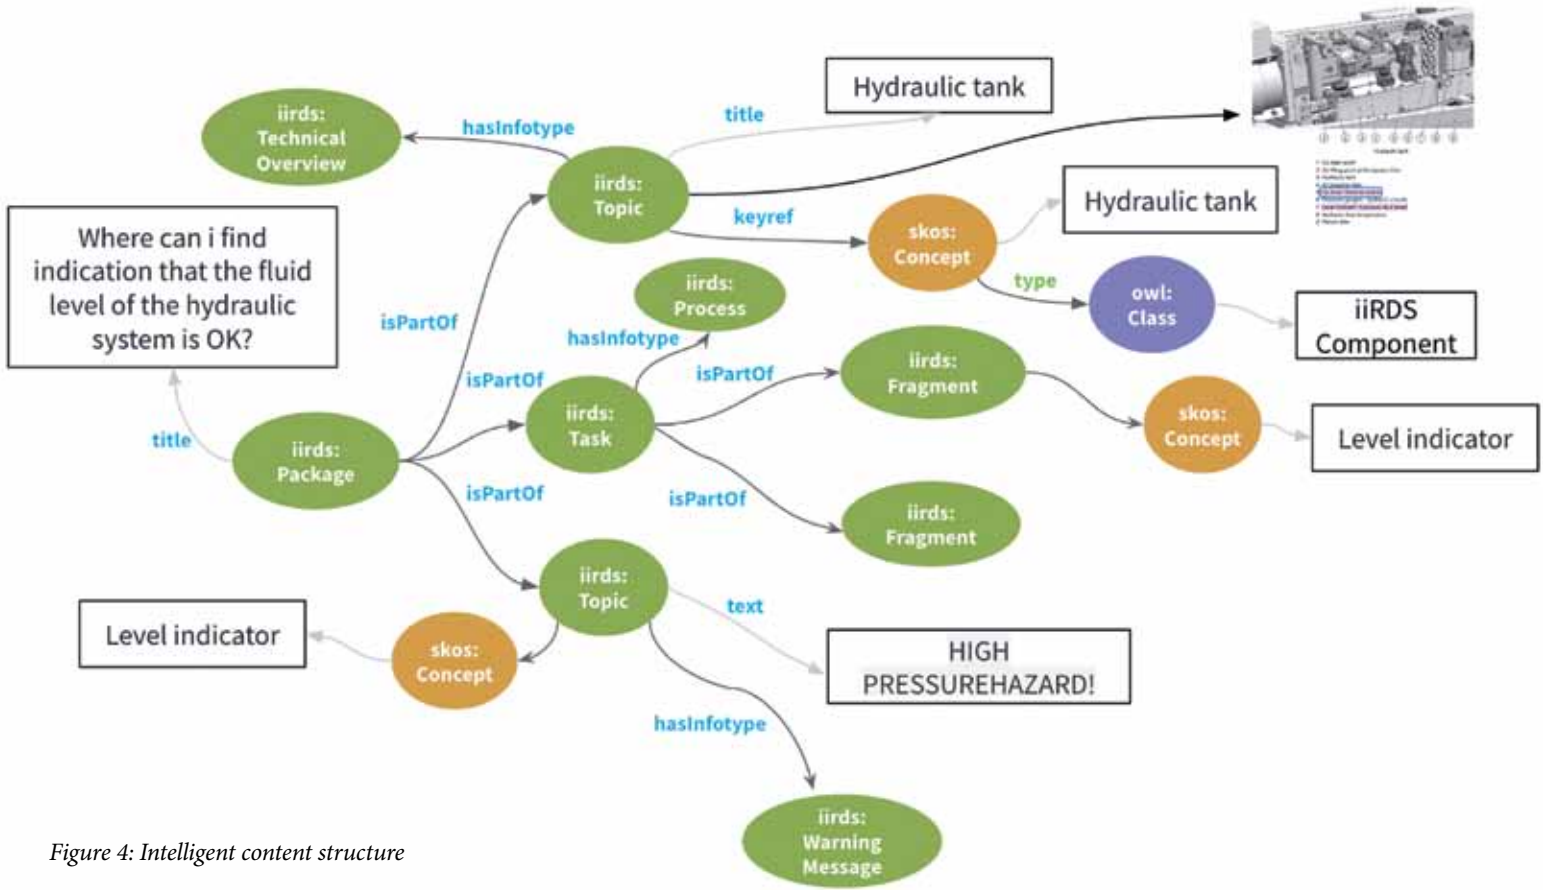 Hydraulic tank
iirds:
Technical
Overview
hasInfotype
title
iirds:
Topic
Hydraulic tank
keyref
skos:
Concept
Where can i find
indication that the fluid
level of the hydraulic
system is OK?
type
owl:
Class
iiRDS
Component
iirds:
Process
isPartOf
hasInfotype
isPartOf
isPartOf
iirds:
Fragment
iirds:
Task
skos:
Concept
Level indicator
title
iirds:
Package
isPartOf
isPartOf
iirds:
Fragment
iirds:
Topic
text
Level indicator
skos:
Concept
HIGH
PRESSUREHAZARD!
hasInfotype
iirds:
Warning
Message
Figure 4: Intelligent content structure